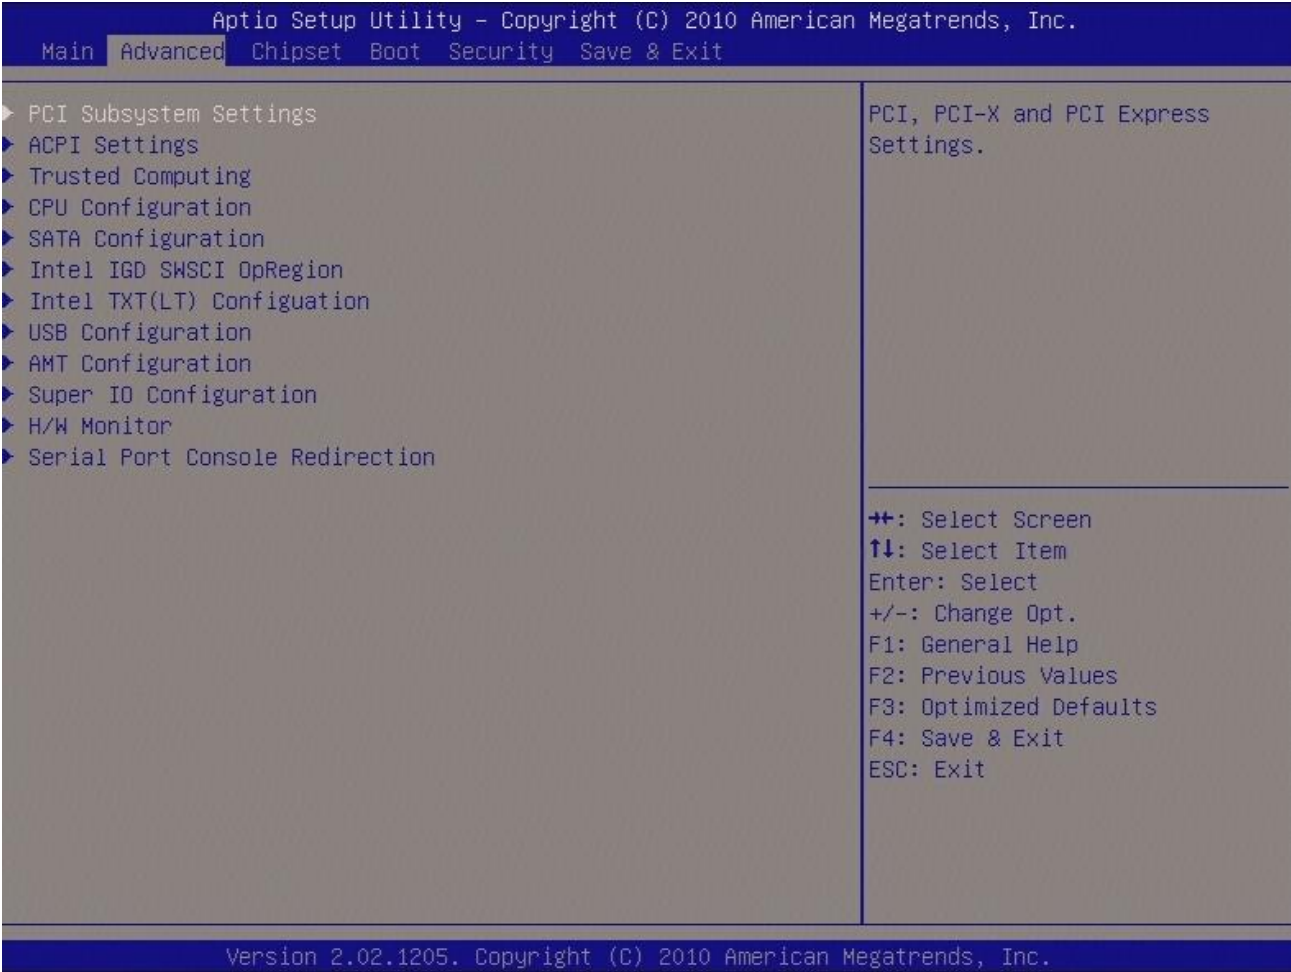 Aptio Setup Utility – Copyright (C) 2010 American Megatrends, Inc.
Main Advanced Chipset Boot Security Save & Exit
PCI Subsystem Settings
ACPI Settings
Trusted Computing
CPU Configuration
SATA Configuration
Intel IGD SWSCI OpRegion
Intel TXT(LT) Configuation
USB Configuration
AMT Configuration
Super IO Configuration
H/W Monitor
Serial Port Console Redirection
PCI, PCI-X and PCI Express
Settings.
→←: Select Screen
↑↓: Select Item
Enter: Select
+/-: Change Opt.
F1: General Help
F2: Previous Values
F3: Optimized Defaults
F4: Save & Exit
ESC: Exit
Version 2.02.1205. Copyright (C) 2010 American Megatrends, Inc.